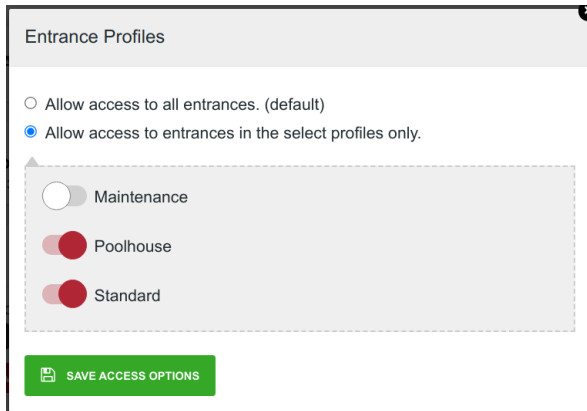 Entrance Profiles
Allow access to all entrances. (default)
Allow access to entrances in the select profiles only.
Maintenance
Poolhouse
Standard
SAVE ACCESS OPTIONS